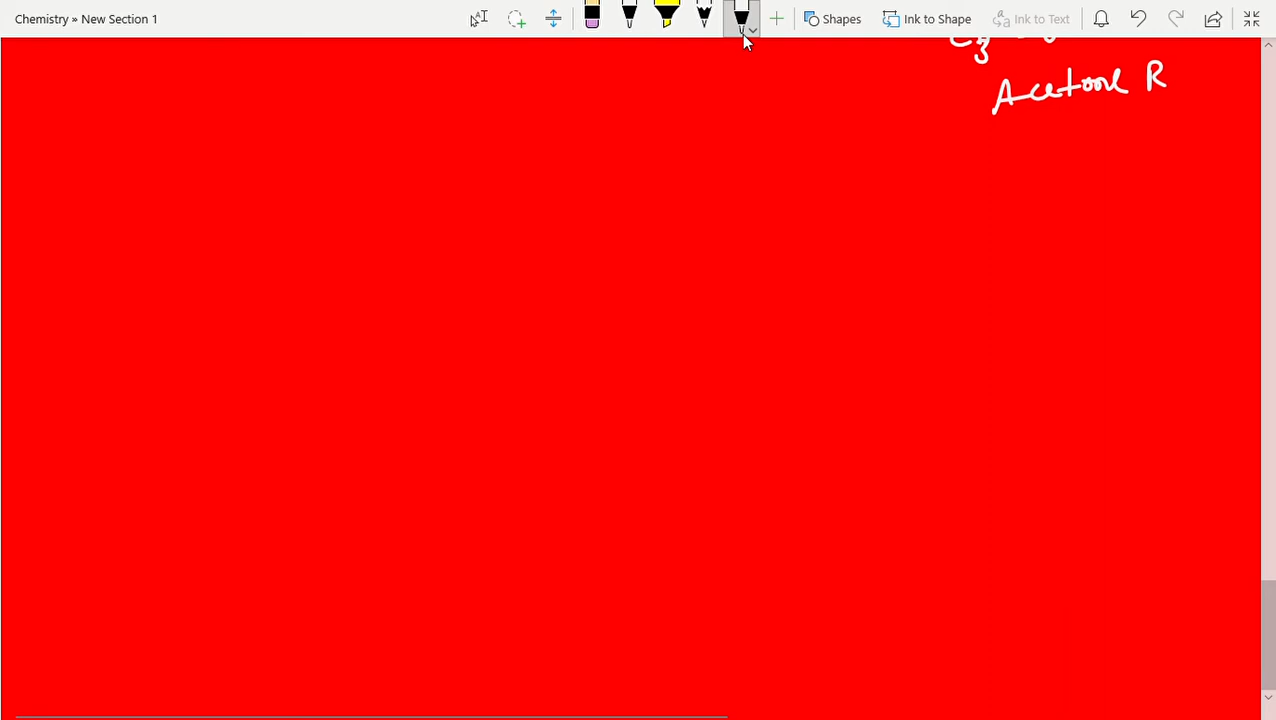 Chemistry » New Section 1
Shapes
Ink to Shape
Ink to Text
Acetone R